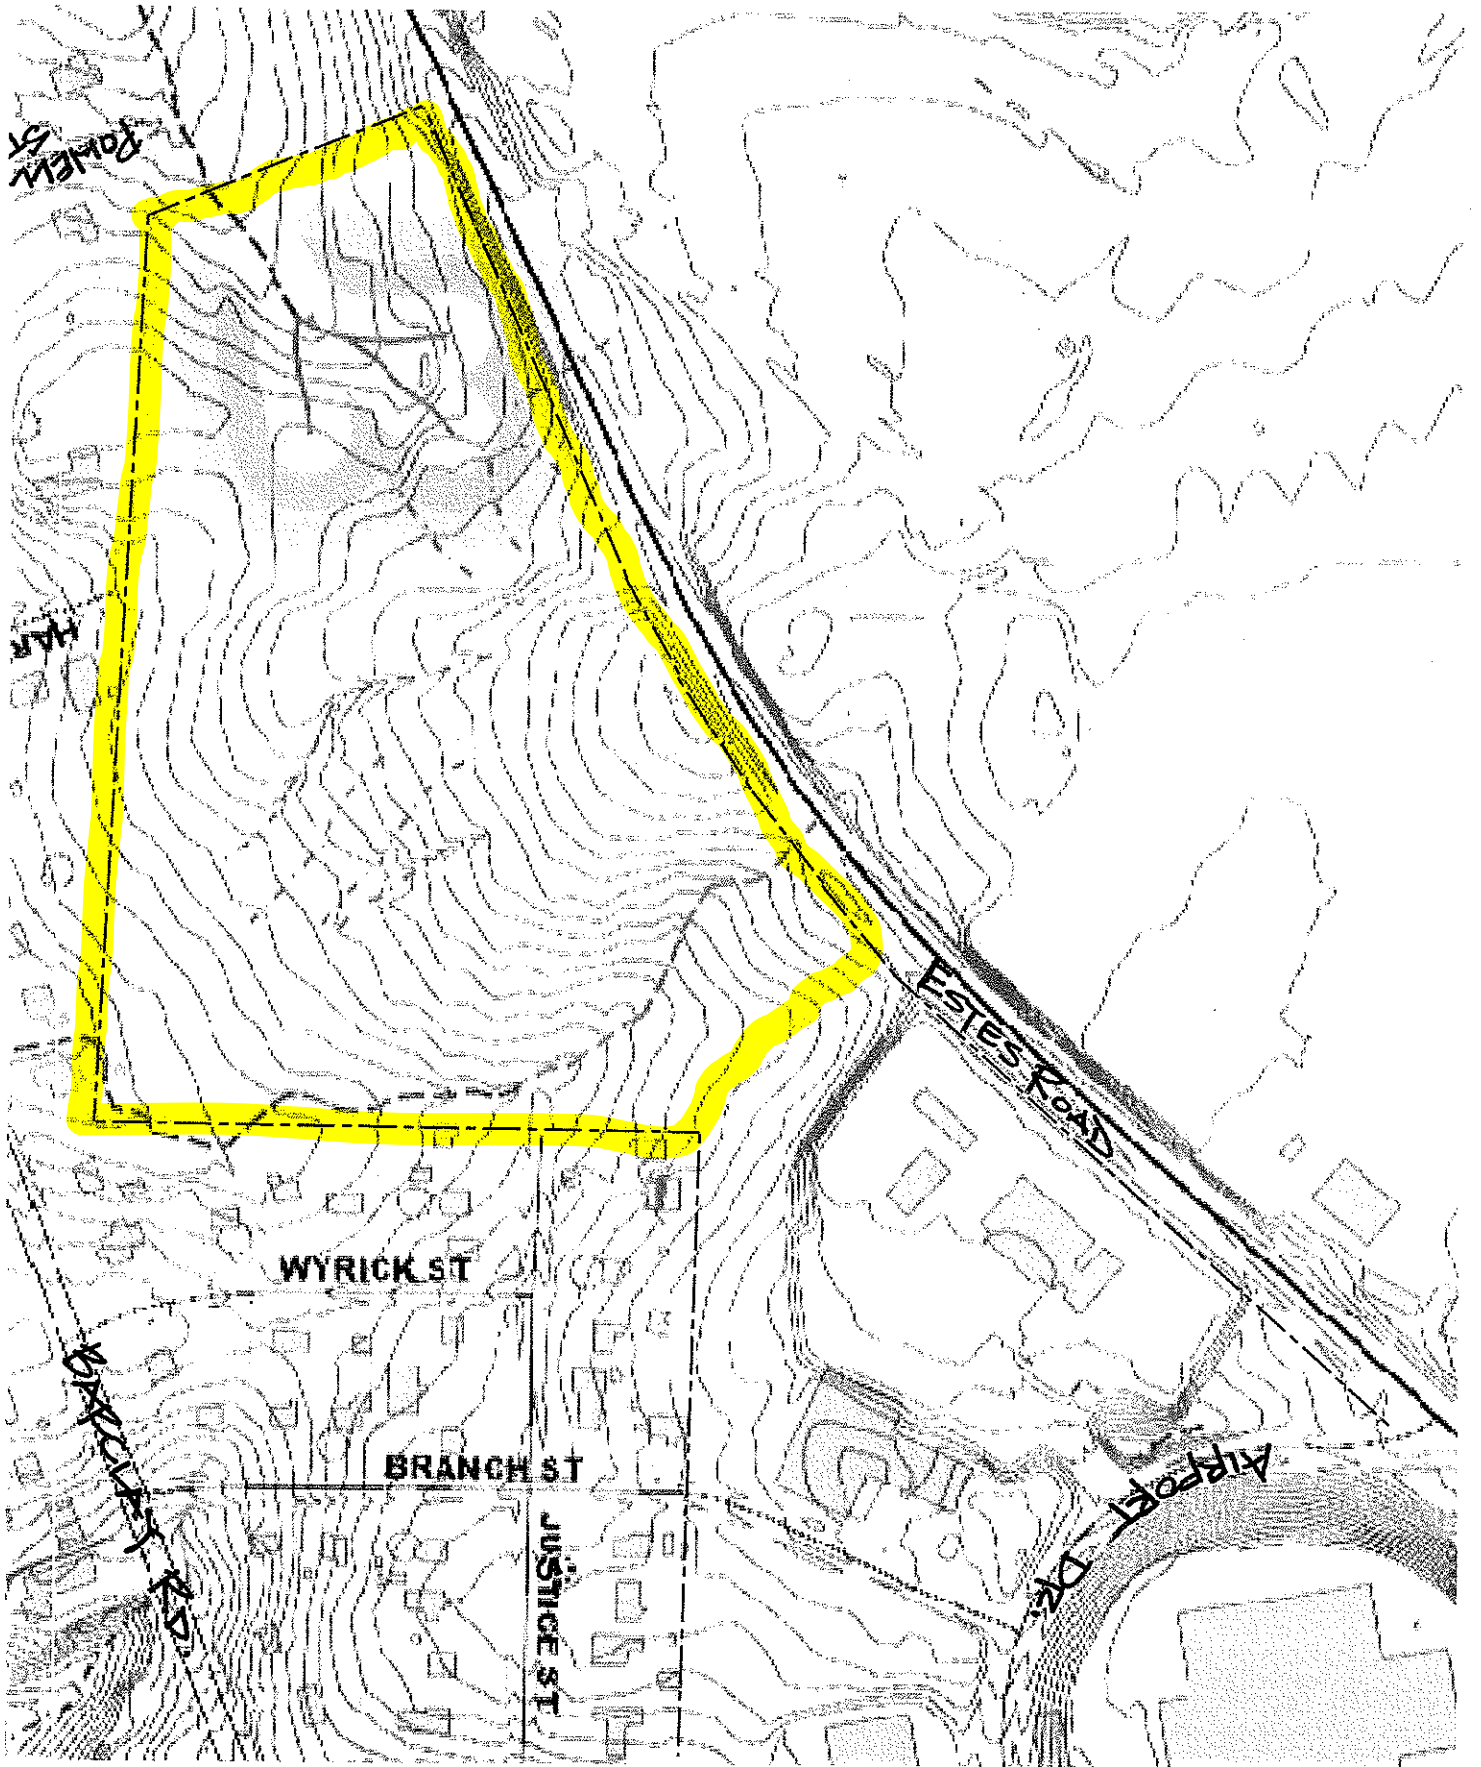 POWELL
ST
HAR
ESTES ROAD
WYRICK ST
BARCLAY RD.
BRANCH ST
JUSTICE ST
AIRPORT DR.